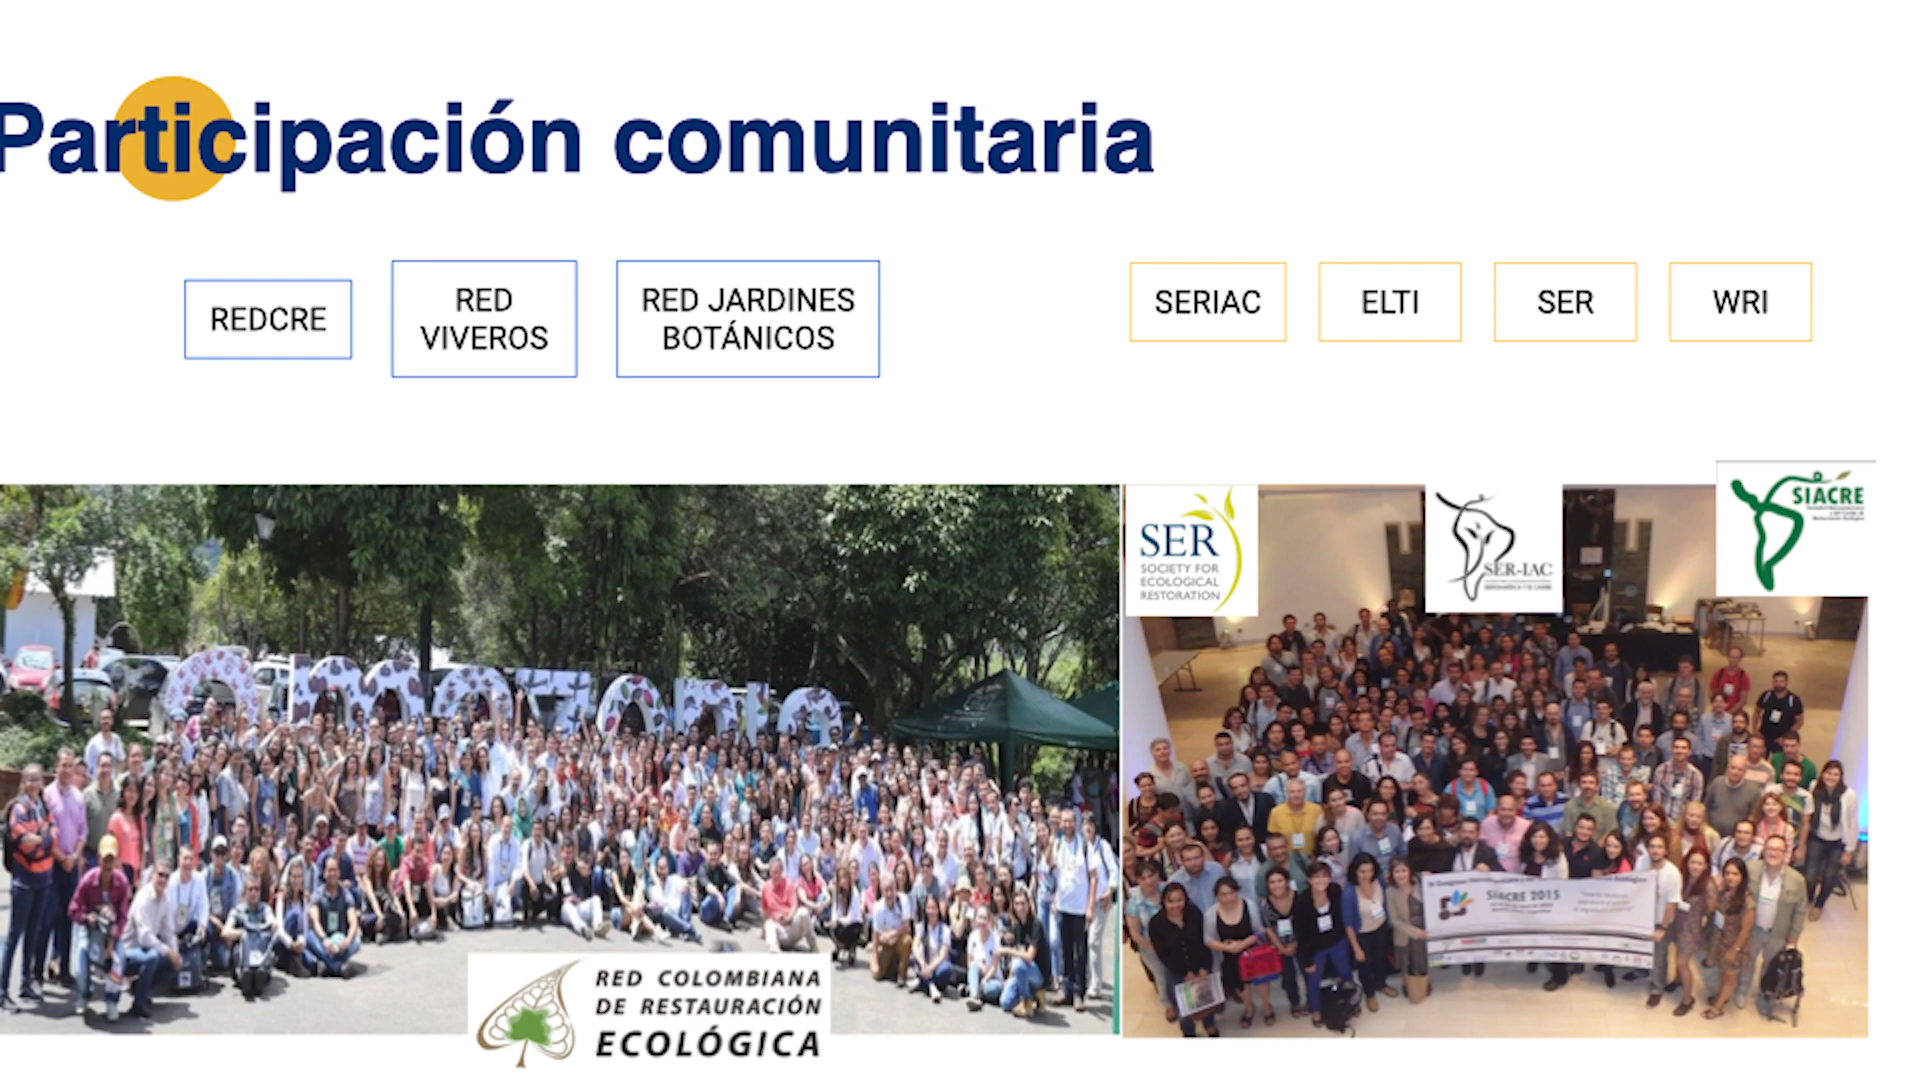 Participación comunitaria
REDCRE
RED
VIVEROS
RED JARDINES
BOTÁNICOS
SERIAC
ELTI
SER
WRI
amazonia
SER
SOCIETY FOR
ECOLOGICAL
RESTORATION
SER-IAC
SIACRE
SIACRE 2015
RED COLOMBIANA
DE RESTAURACIÓN
ECOLÓGICA